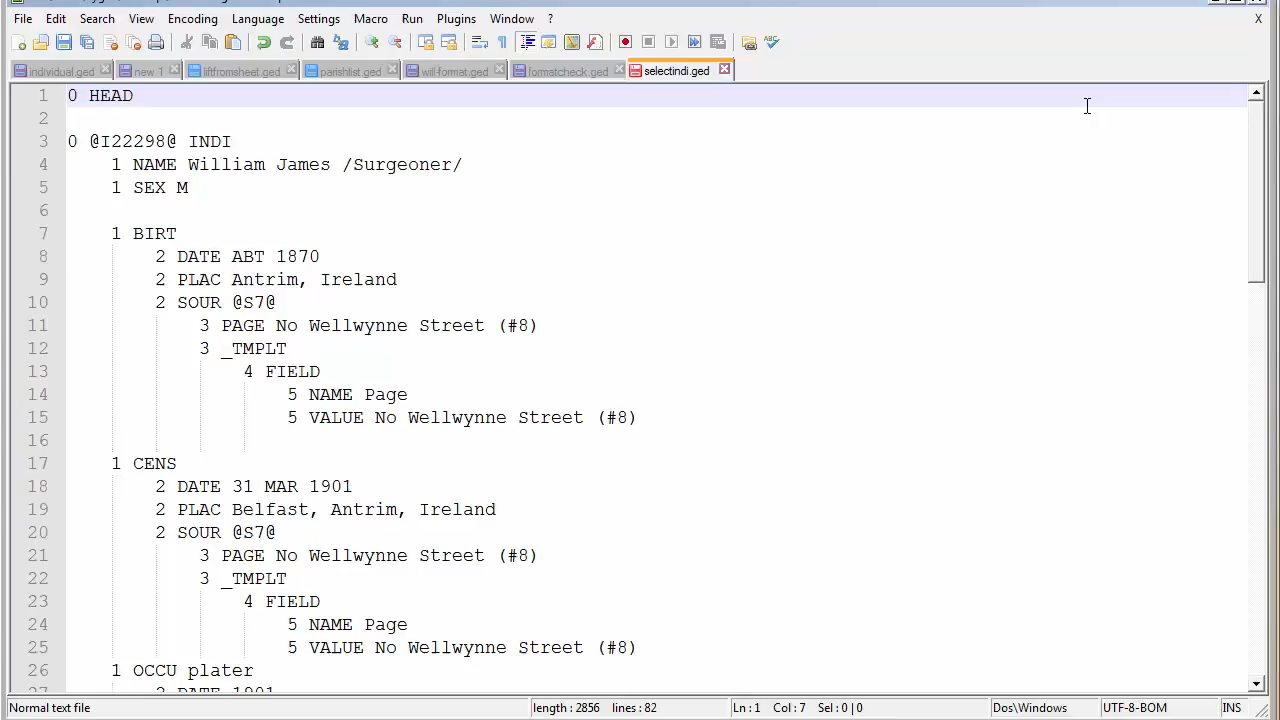 File Edit Search View Encoding Language Settings Macro Run Plugins Window ? X
individual.ged new 1 liftfromsheet.ged parishlist.ged will-format.ged formatcheck.ged selectindi.ged
1 0 HEAD
2
3 0 @I22298@ INDI
4 1 NAME William James /Surgeoner/
5 1 SEX M
6
7 1 BIRT
8 2 DATE ABT 1870
9 2 PLAC Antrim, Ireland
10 2 SOUR @S7@
11 3 PAGE No Wellwynne Street (#8)
12 3 _TMPLT
13 4 FIELD
14 5 NAME Page
15 5 VALUE No Wellwynne Street (#8)
16
17 1 CENS
18 2 DATE 31 MAR 1901
19 2 PLAC Belfast, Antrim, Ireland
20 2 SOUR @S7@
21 3 PAGE No Wellwynne Street (#8)
22 3 _TMPLT
23 4 FIELD
24 5 NAME Page
25 5 VALUE No Wellwynne Street (#8)
26 1 OCCU plater
27 2 DATE 1901
Normal text file length : 2856 lines : 82 Ln : 1 Col : 7 Sel : 0 | 0 Dos\Windows UTF-8-BOM INS